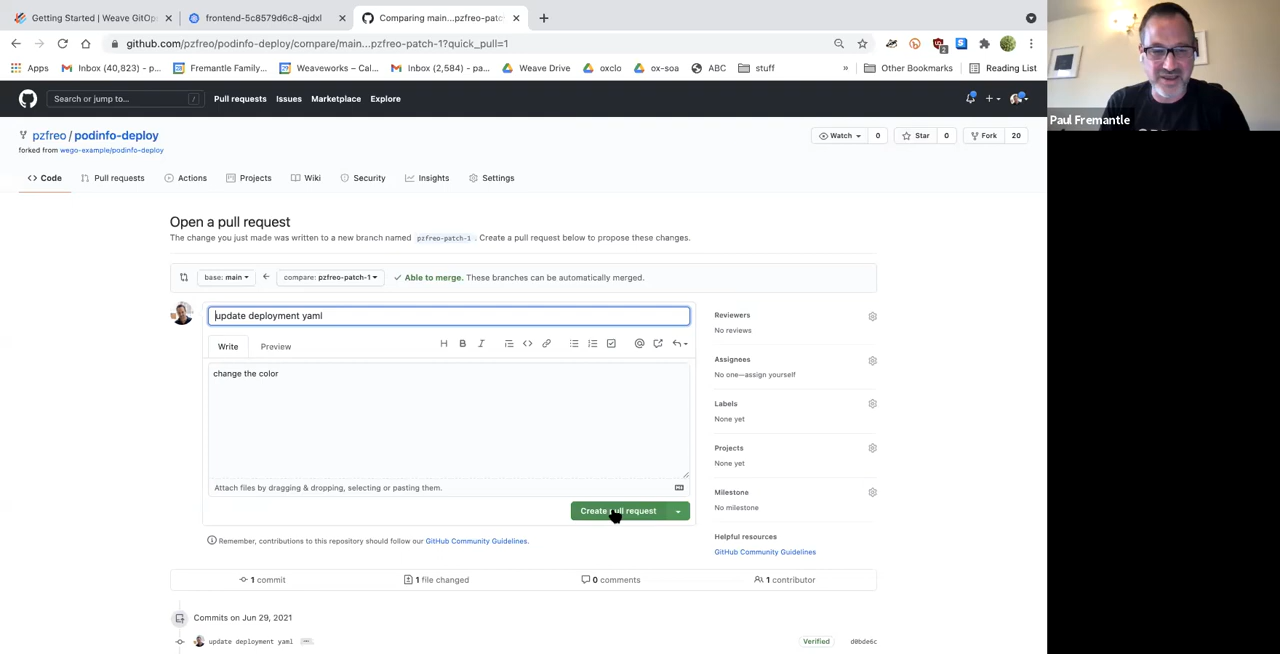 Getting Started | Weave GitOp
frontend-5c8579d6c8-qjdxl
Comparing main...pzfreo-patc
github.com/pzfreo/podinfo-deploy/compare/main...pzfreo-patch-1?quick_pull=1
2
Apps
Inbox (40,823) - p...
Fremantle Family...
Weaveworks – Cal...
Inbox (2,584) - pa...
Weave Drive
oxclo
ox-soa
ABC
stuff
»
Other Bookmarks
Reading List
Search or jump to...
/
Pull requests
Issues
Marketplace
Explore
Paul Fremantle
pzfreo / podinfo-deploy
forked from wego-example/podinfo-deploy
Watch
0
Star
0
Fork
20
Code
Pull requests
Actions
Projects
Wiki
Security
Insights
Settings
Open a pull request
The change you just made was written to a new branch named pzfreo-patch-1 . Create a pull request below to propose these changes.
base: main
compare: pzfreo-patch-1
Able to merge. These branches can be automatically merged.
update deployment yaml
Write
Preview
change the color
Attach files by dragging & dropping, selecting or pasting them.
Create pull request
Remember, contributions to this repository should follow our GitHub Community Guidelines.
Reviewers
No reviews
Assignees
No one—assign yourself
Labels
None yet
Projects
None yet
Milestone
No milestone
Helpful resources
GitHub Community Guidelines
1 commit
1 file changed
0 comments
1 contributor
Commits on Jun 29, 2021
update deployment yaml
Verified
d0bde6c